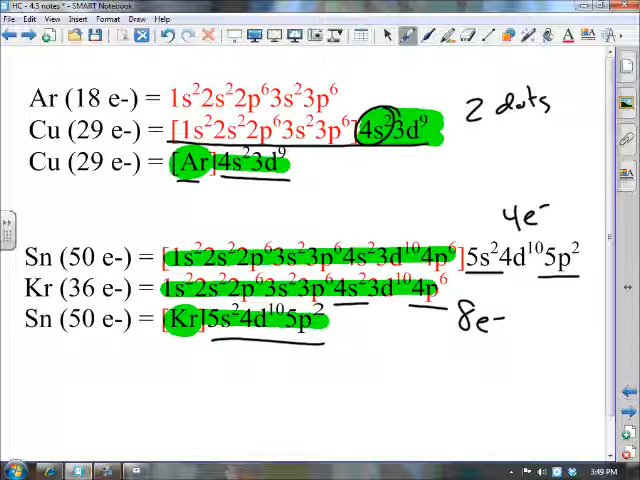 HC - 4.3 notes * - SMART Notebook
File Edit View Insert Format Draw Help
Ar (18 e-) = 1s²2s²2p⁶3s²3p⁶
Cu (29 e-) = [1s²2s²2p⁶3s²3p⁶]4s²3d⁹
2 dots
Cu (29 e-) = [Ar]4s²3d⁹
4e⁻
Sn (50 e-) = [1s²2s²2p⁶3s²3p⁶4s²3d¹⁰4p⁶]5s²4d¹⁰5p²
Kr (36 e-) = 1s²2s²2p⁶3s²3p⁶4s²3d¹⁰4p⁶
8e-
Sn (50 e-) = [Kr]5s²4d¹⁰5p²
3:49 PM